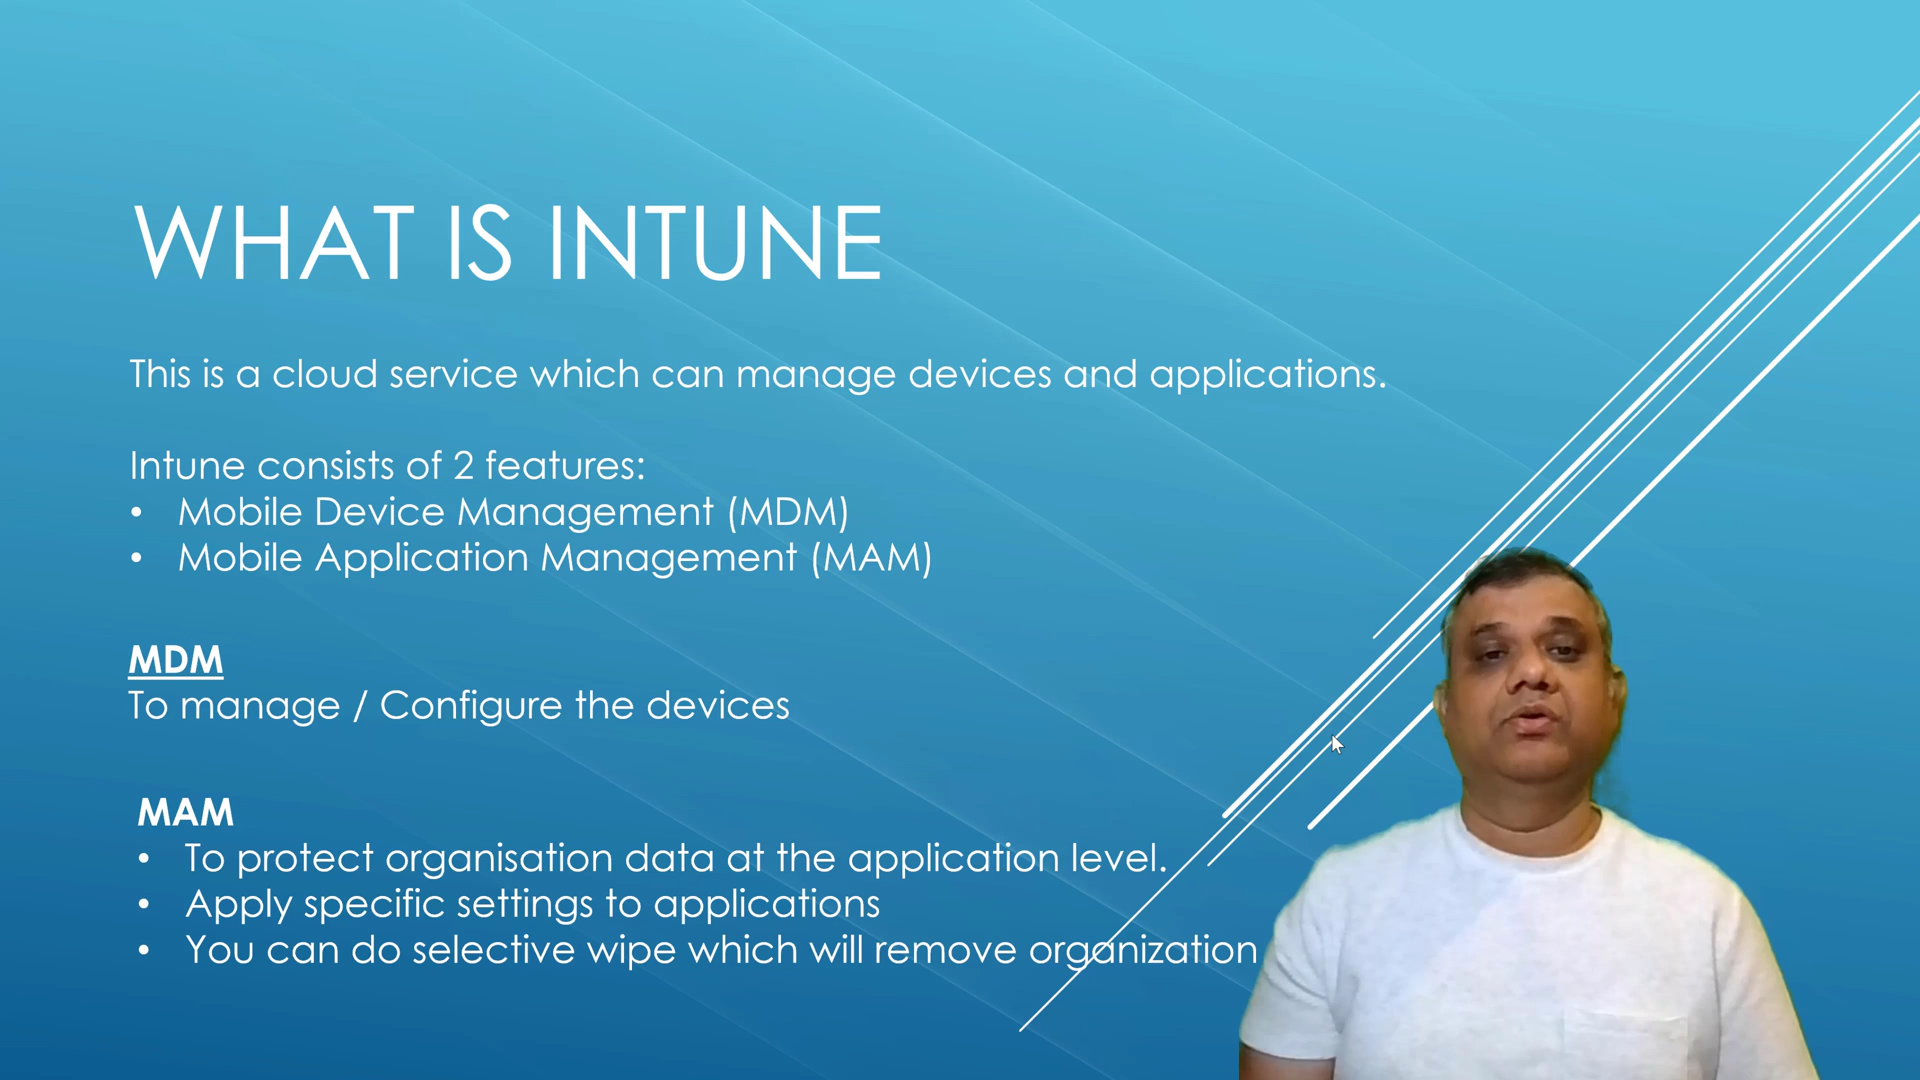 WHAT IS INTUNE
This is a cloud service which can manage devices and applications.
Intune consists of 2 features:
• Mobile Device Management (MDM)
• Mobile Application Management (MAM)
MDM
To manage / Configure the devices
MAM
• To protect organisation data at the application level.
• Apply specific settings to applications
• You can do selective wipe which will remove organization